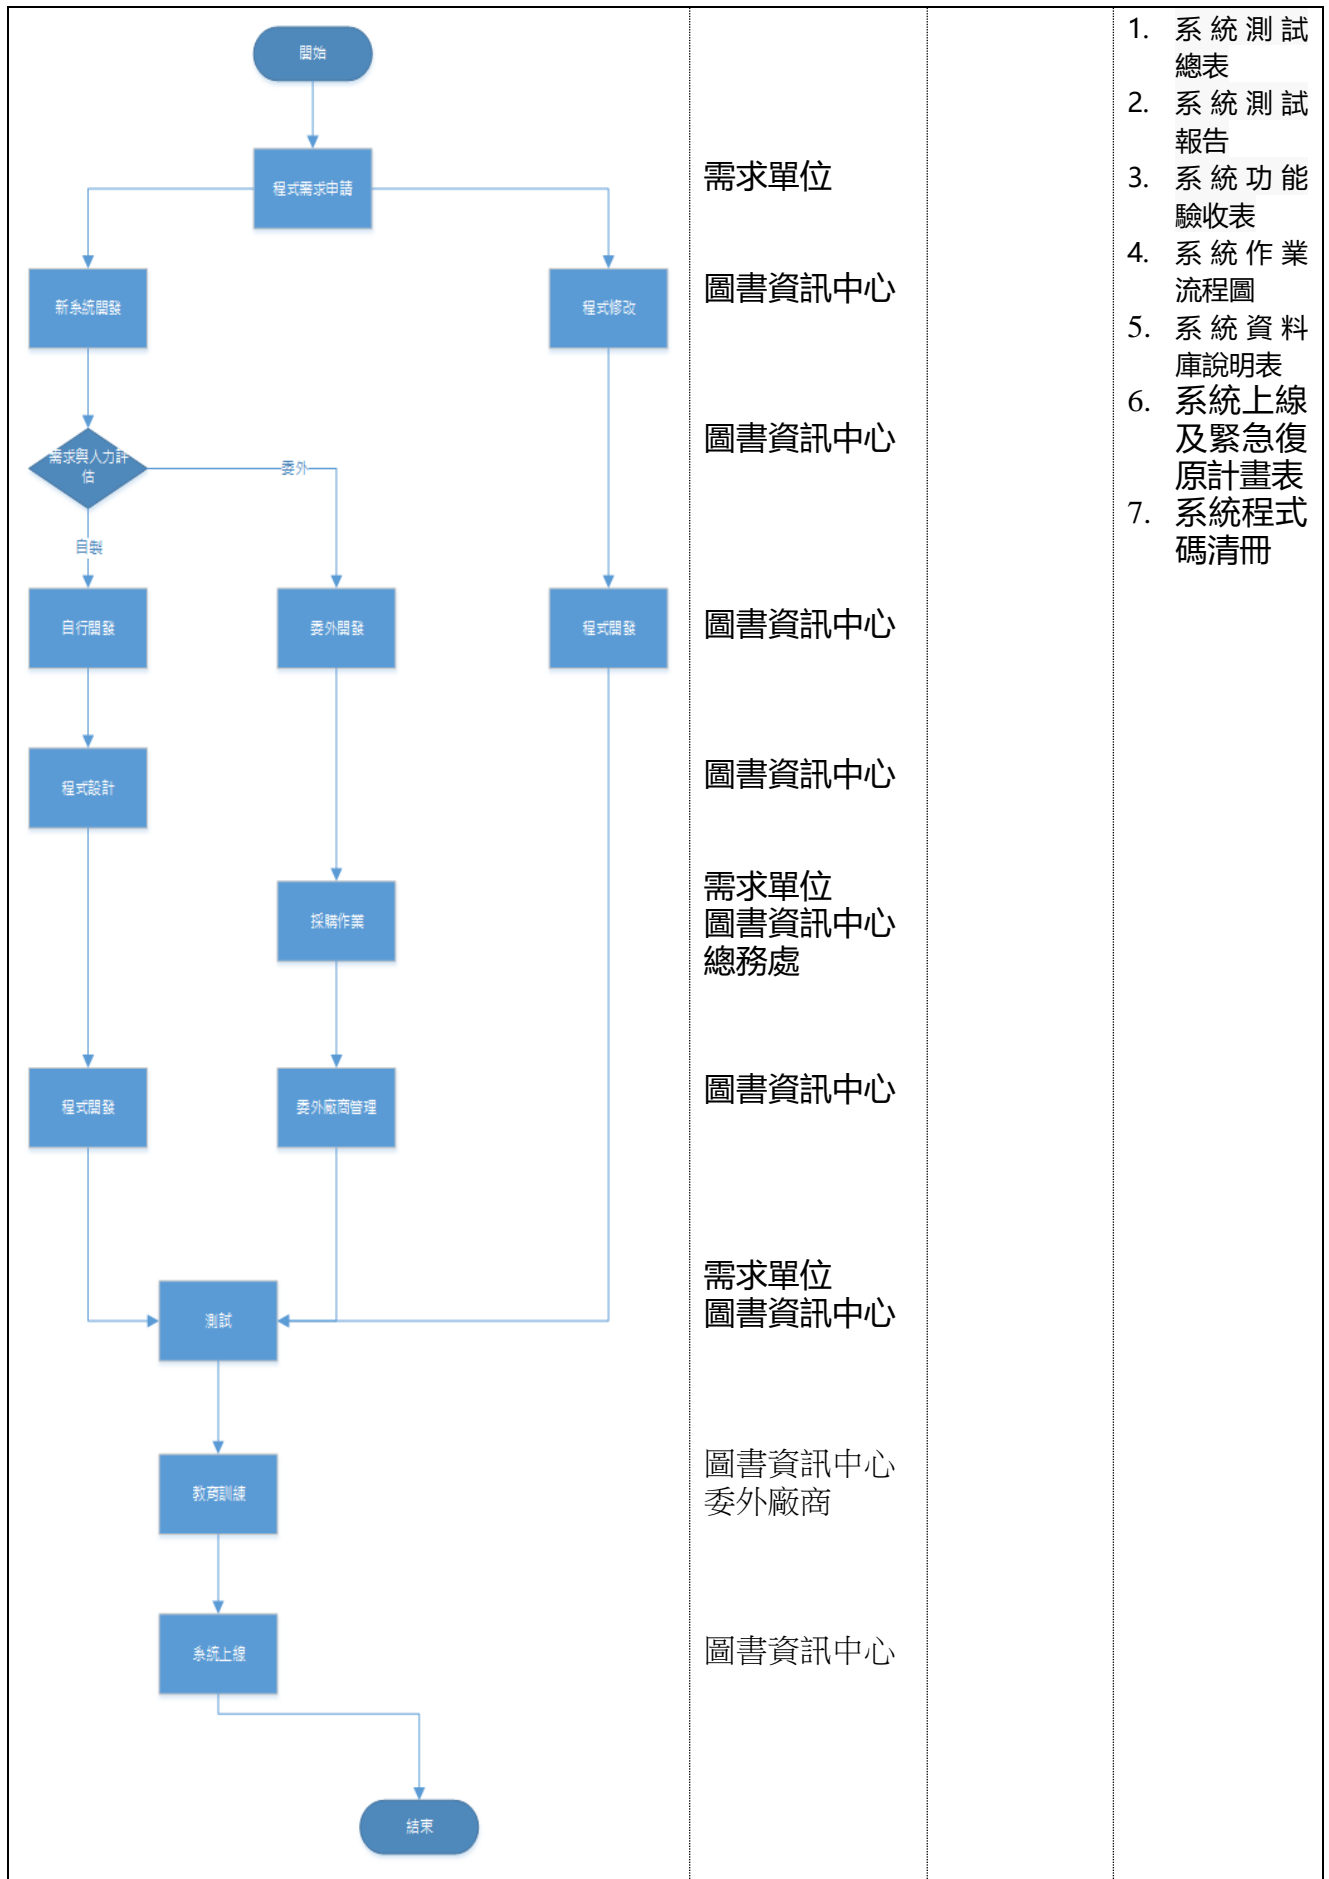 開始
程式需求申請
新系統開發
程式修改
需求與人力評
估
委外
自製
自行開發
委外開發
程式開發
程式設計
採購作業
程式開發
委外廠商管理
測試
教育訓練
系統上線
結束
需求單位
圖書資訊中心
圖書資訊中心
圖書資訊中心
圖書資訊中心
需求單位
圖書資訊中心
總務處
圖書資訊中心
需求單位
圖書資訊中心
圖書資訊中心
委外廠商
圖書資訊中心
1. 系統測試
總表
2. 系統測試
報告
3. 系統功能
驗收表
4. 系統作業
流程圖
5. 系統資料
庫說明表
6. 系統上線
及緊急復
原計畫表
7. 系統程式
碼清冊